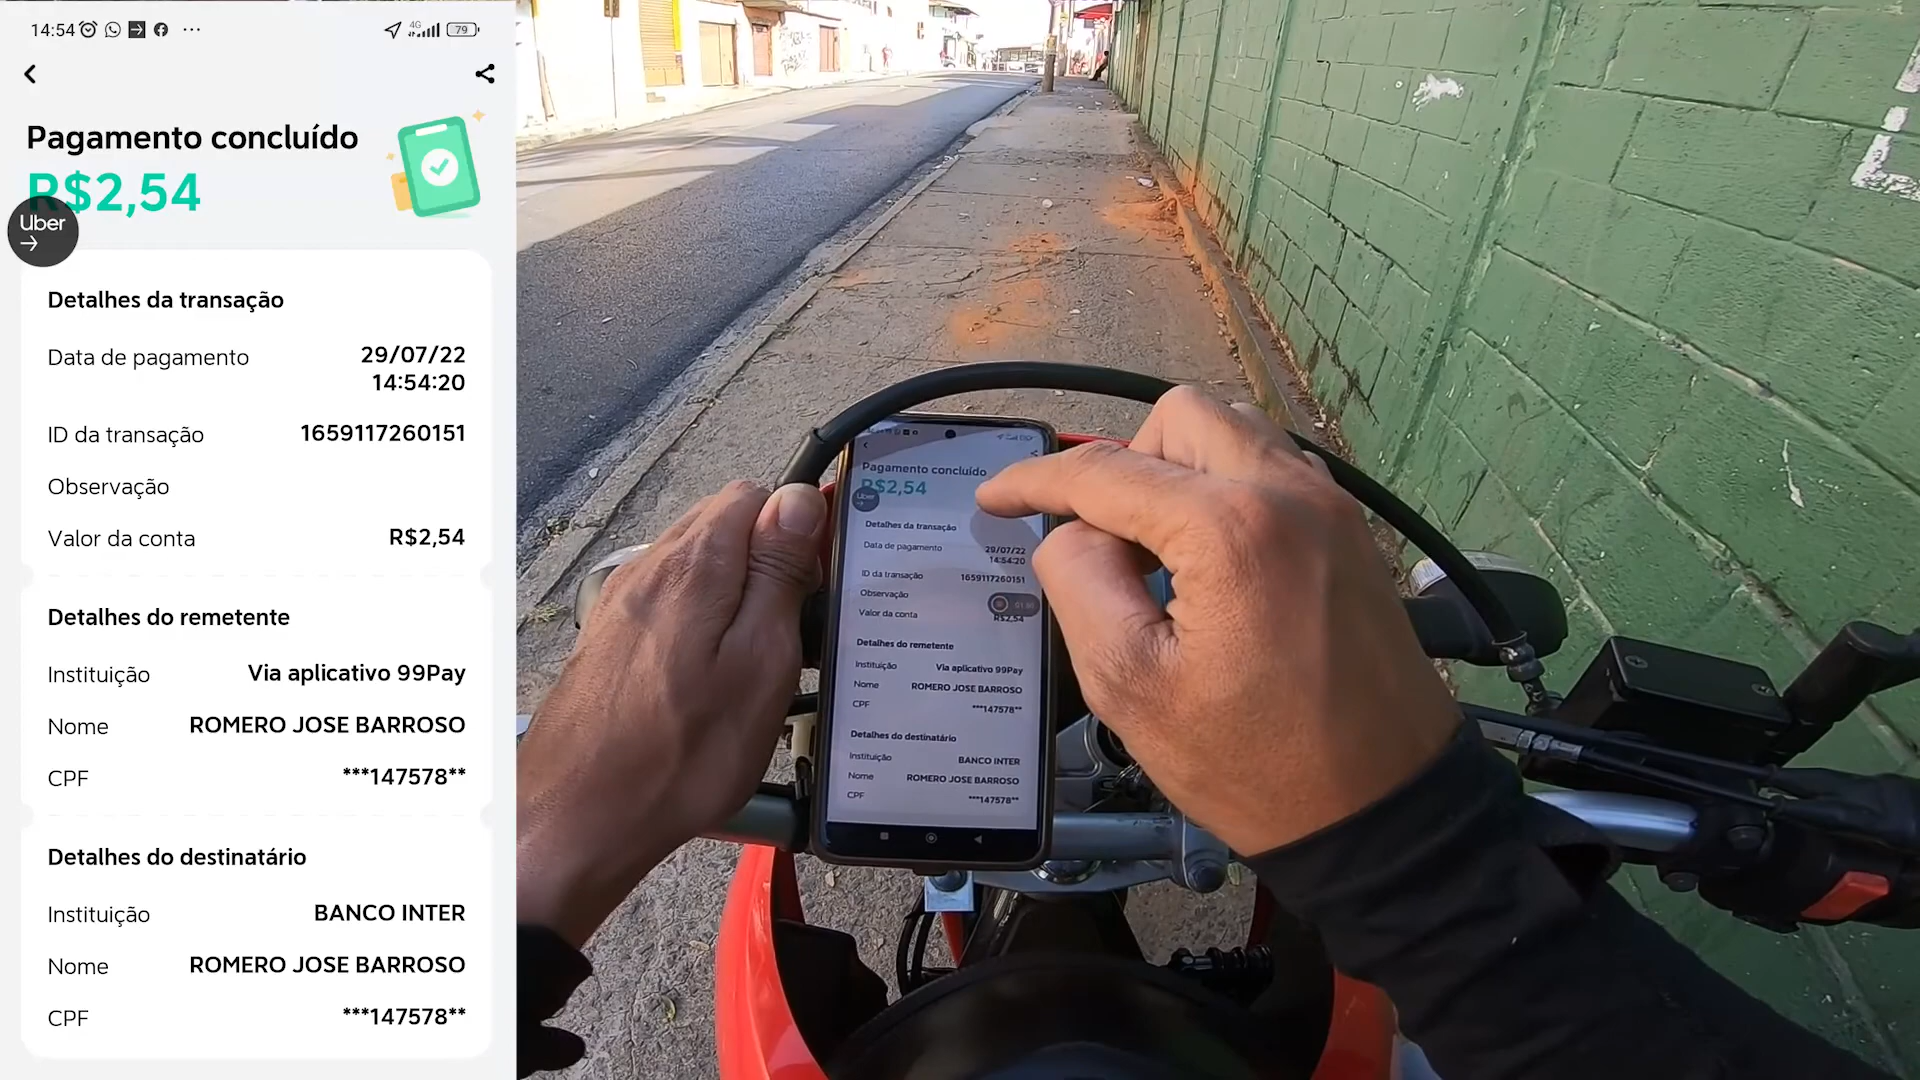 14:54 4G 79
Pagamento concluído
R$2,54
Uber
Detalhes da transação
Data de pagamento 29/07/22
14:54:20
ID da transação 1659117260151
Observação
Valor da conta R$2,54
Detalhes do remetente
Instituição Via aplicativo 99Pay
Nome ROMERO JOSE BARROSO
CPF ***147578**
Detalhes do destinatário
Instituição BANCO INTER
Nome ROMERO JOSE BARROSO
CPF ***147578**
Pagamento concluído
R$2,54
Uber
Detalhes da transação
Data de pagamento 29/07/22
14:54:20
ID da transação 1659117260151
Observação
Valor da conta R$2,54
Detalhes do remetente
Instituição Via aplicativo 99Pay
Nome ROMERO JOSE BARROSO
CPF ***147578**
Detalhes do destinatário
Instituição BANCO INTER
Nome ROMERO JOSE BARROSO
CPF ***147578**